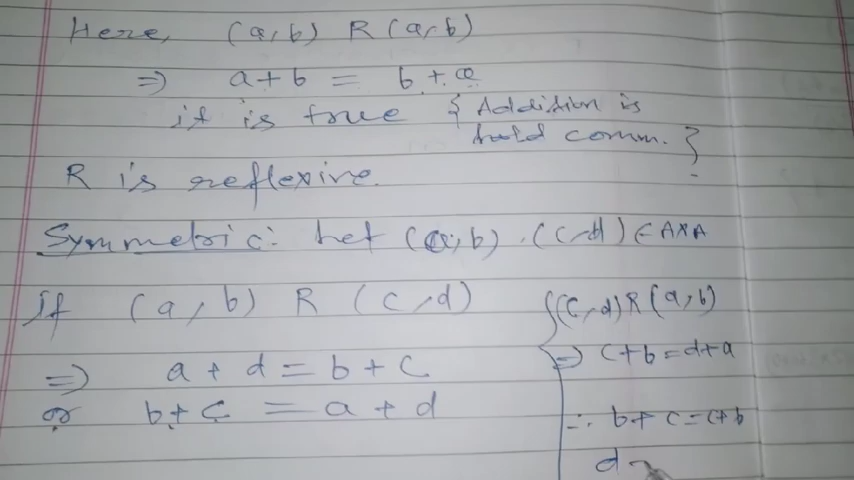 Here, (a, b) R (a, b)
⇒ a + b = b + a
it is true { Addition is
hold comm. }
R is reflexive.
Symmetric: Let (a, b), (c, d) ∈ A×A
if (a, b) R (c, d)
⇒ a + d = b + c
or b + c = a + d
{ (c, d) R (a, b)
⇒ c + b = d + a
∴ b + c = c + b
d